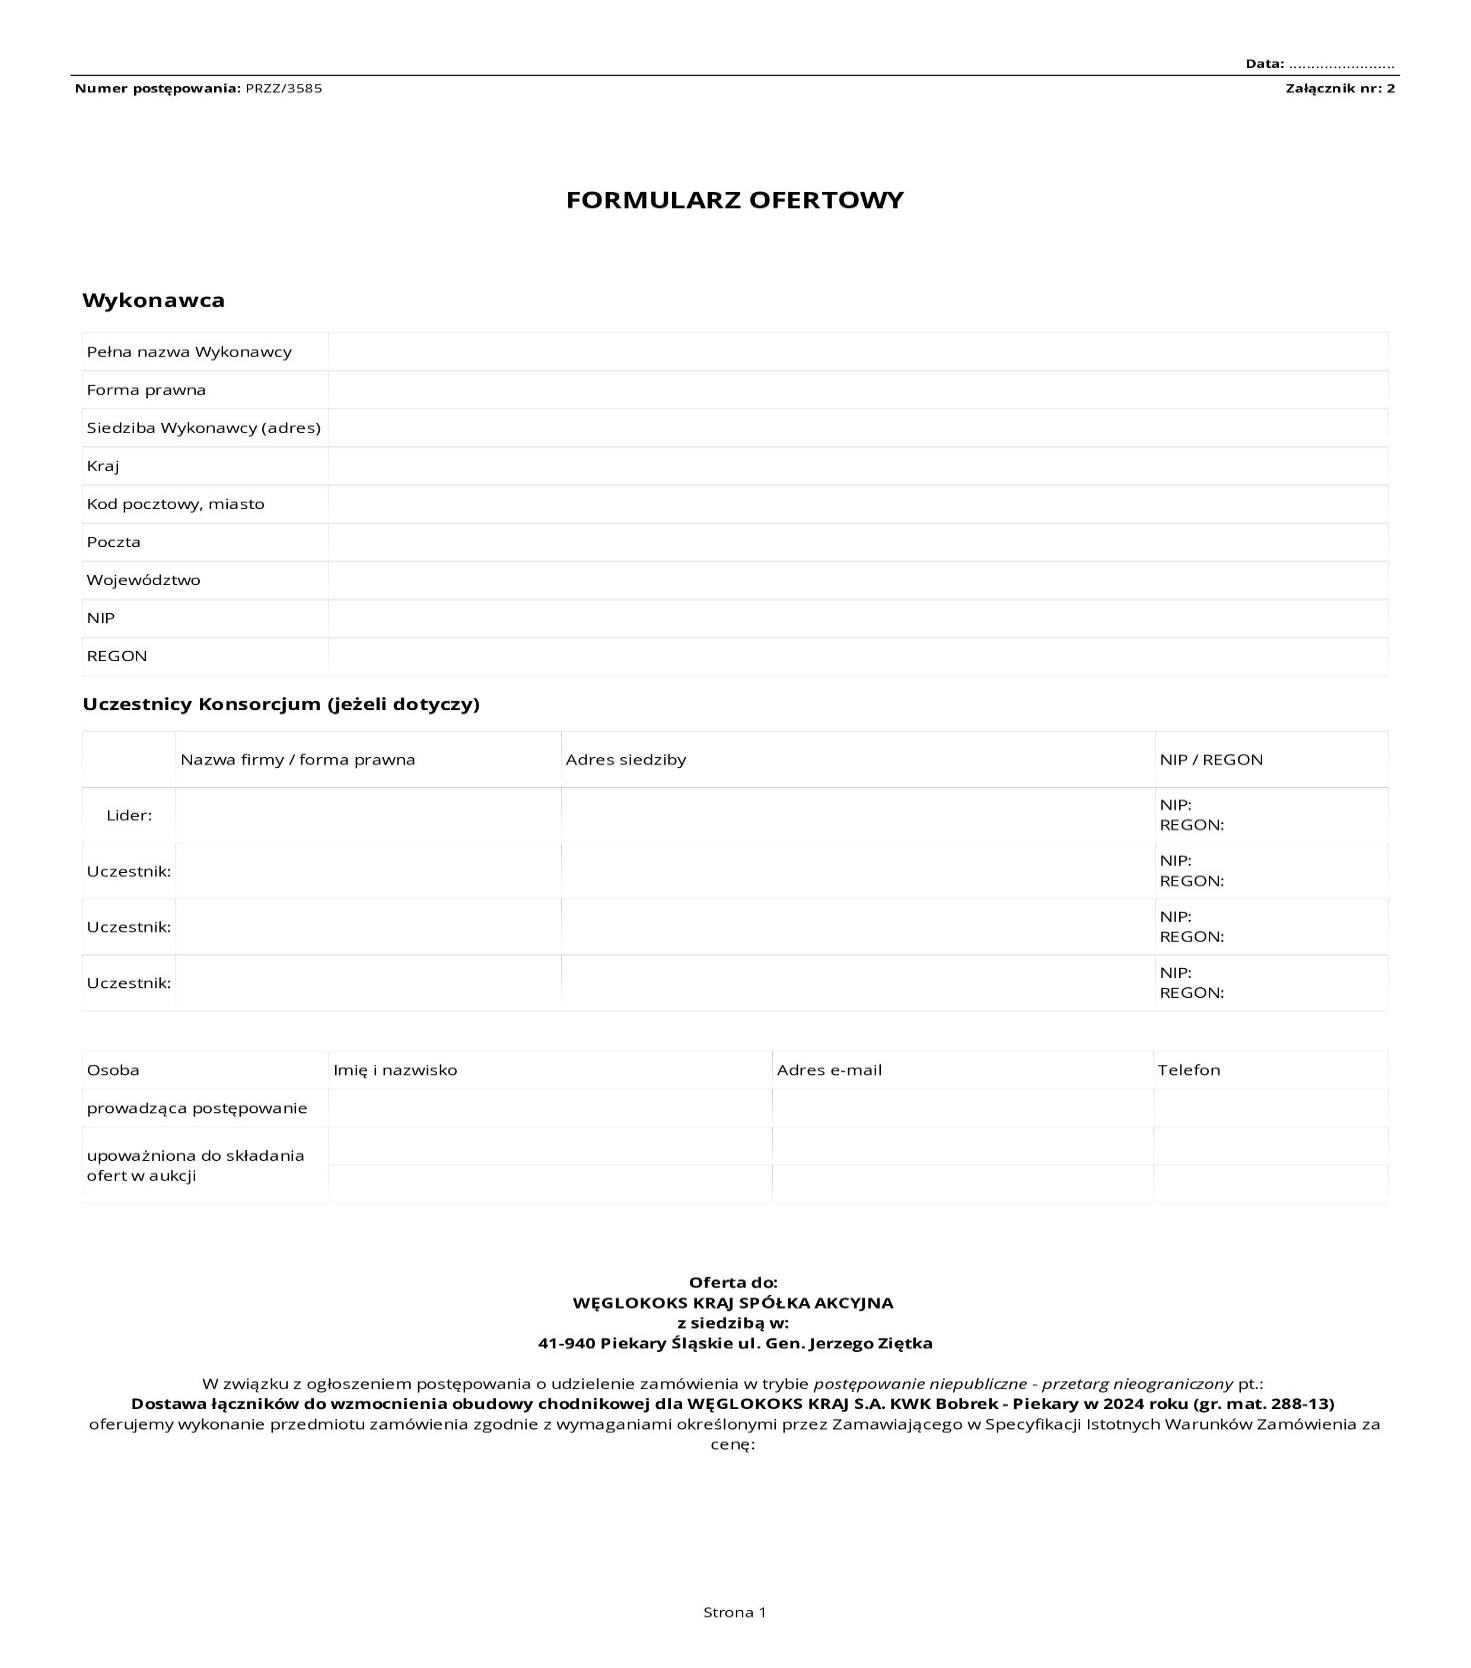 Data: ........................
Numer postępowania: PRZZ/3585 Załącznik nr: 2
FORMULARZ OFERTOWY
Wykonawca
Pełna nazwa Wykonawcy
Forma prawna
Siedziba Wykonawcy (adres)
Kraj
Kod pocztowy, miasto
Poczta
Województwo
NIP
REGON
Uczestnicy Konsorcjum (jeżeli dotyczy)
Nazwa firmy / forma prawna Adres siedziby NIP / REGON
Lider: NIP:
REGON:
Uczestnik: NIP:
REGON:
Uczestnik: NIP:
REGON:
Uczestnik: NIP:
REGON:
Osoba Imię i nazwisko Adres e-mail Telefon
prowadząca postępowanie
upoważniona do składania
ofert w aukcji
Oferta do:
WĘGLOKOKS KRAJ SPÓŁKA AKCYJNA
z siedzibą w:
41-940 Piekary Śląskie ul. Gen. Jerzego Ziętka
W związku z ogłoszeniem postępowania o udzielenie zamówienia w trybie postępowanie niepubliczne - przetarg nieograniczony pt.:
Dostawa łączników do wzmocnienia obudowy chodnikowej dla WĘGLOKOKS KRAJ S.A. KWK Bobrek - Piekary w 2024 roku (gr. mat. 288-13)
oferujemy wykonanie przedmiotu zamówienia zgodnie z wymaganiami określonymi przez Zamawiającego w Specyfikacji Istotnych Warunków Zamówienia za
cenę:
Strona 1